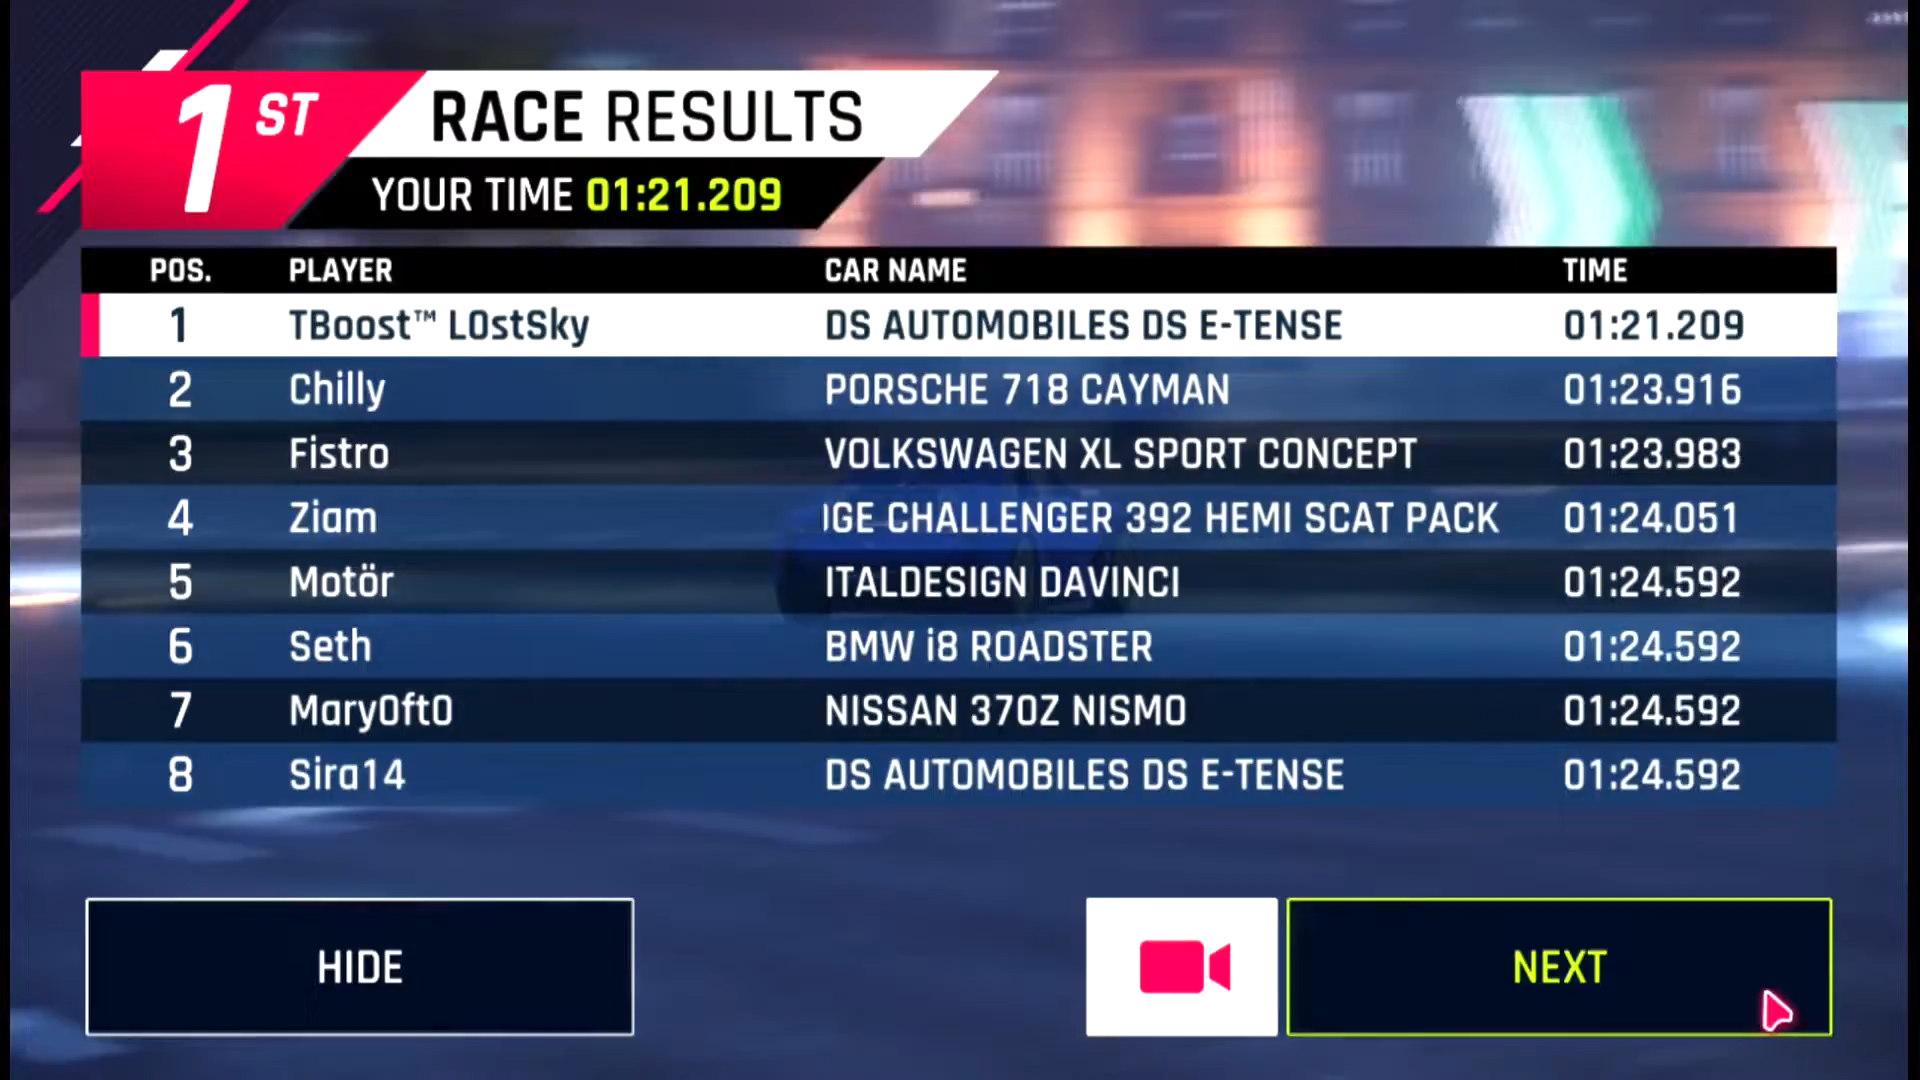 1 ST
RACE RESULTS
YOUR TIME 01:21.209
POS. PLAYER CAR NAME TIME
1 TBoost™ L0stSky DS AUTOMOBILES DS E-TENSE 01:21.209
2 Chilly PORSCHE 718 CAYMAN 01:23.916
3 Fistro VOLKSWAGEN XL SPORT CONCEPT 01:23.983
4 Ziam GE CHALLENGER 392 HEMI SCAT PACK 01:24.051
5 Motör ITALDESIGN DAVINCI 01:24.592
6 Seth BMW i8 ROADSTER 01:24.592
7 Mary0ft0 NISSAN 370Z NISMO 01:24.592
8 Sira14 DS AUTOMOBILES DS E-TENSE 01:24.592
HIDE
NEXT